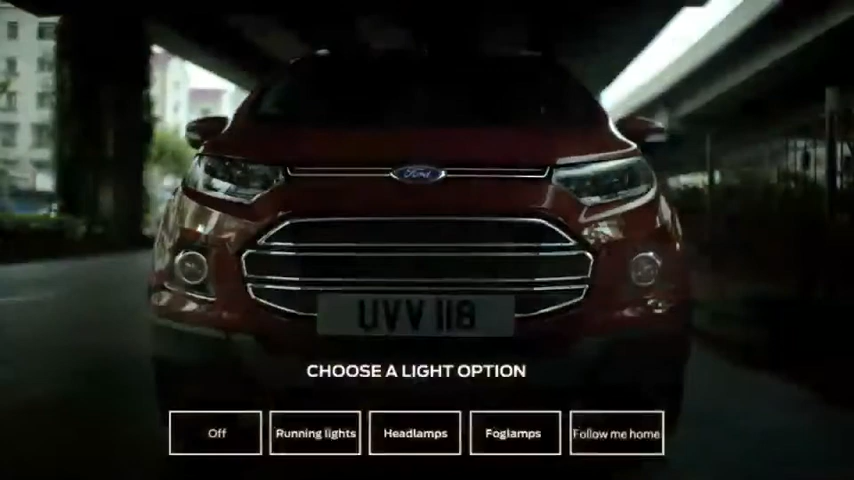 Ford
UVV 118
CHOOSE A LIGHT OPTION
Off
Running lights
Headlamps
Foglamps
Follow me home